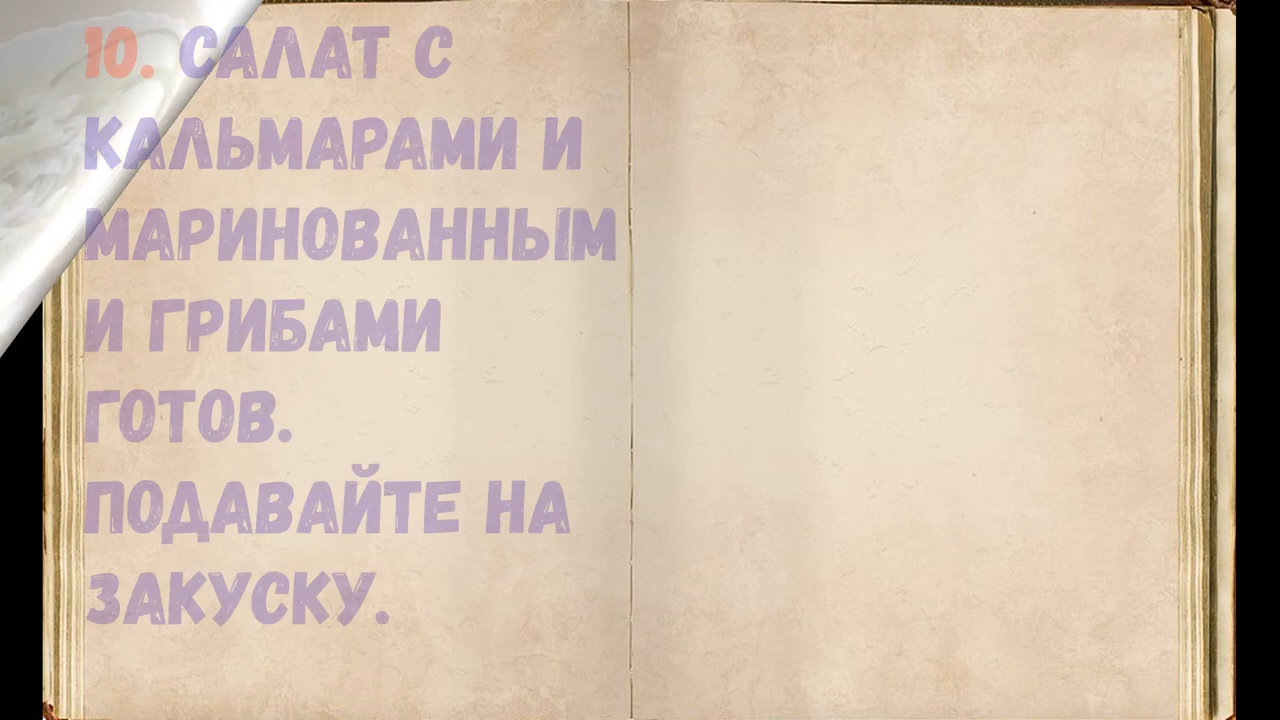 10. САЛАТ С
КАЛЬМАРАМИ И
МАРИНОВАННЫМ
И ГРИБАМИ
ГОТОВ.
ПОДАВАЙТЕ НА
ЗАКУСКУ.